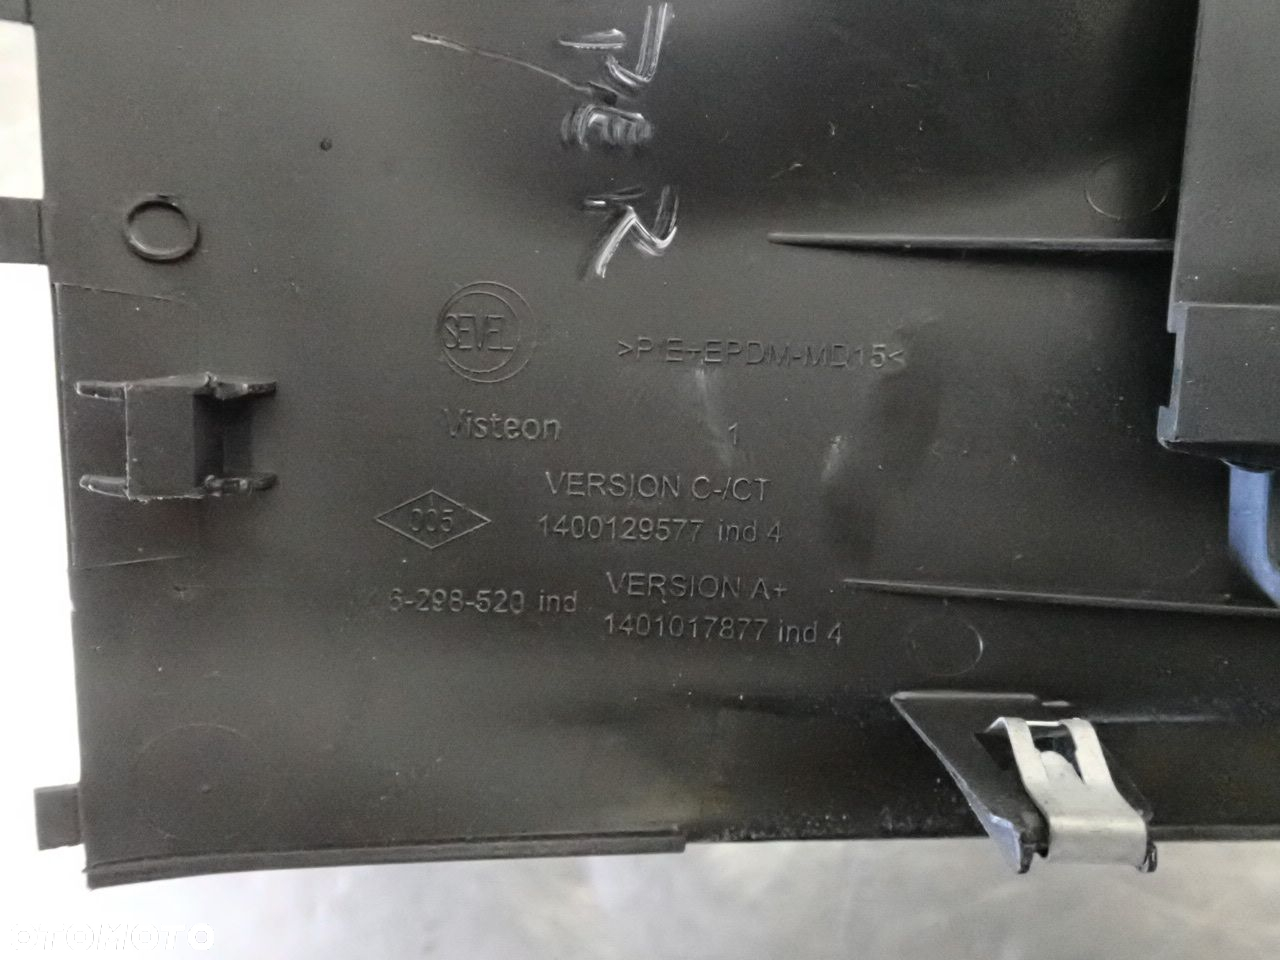 SEVEL
>P/E-EPDM-MD15<
Visteon
1
VERSION C-/CT
005
1400129577 ind 4
VERSION A+
6-298-520 ind
1401017877 ind 4
OTOMOTO